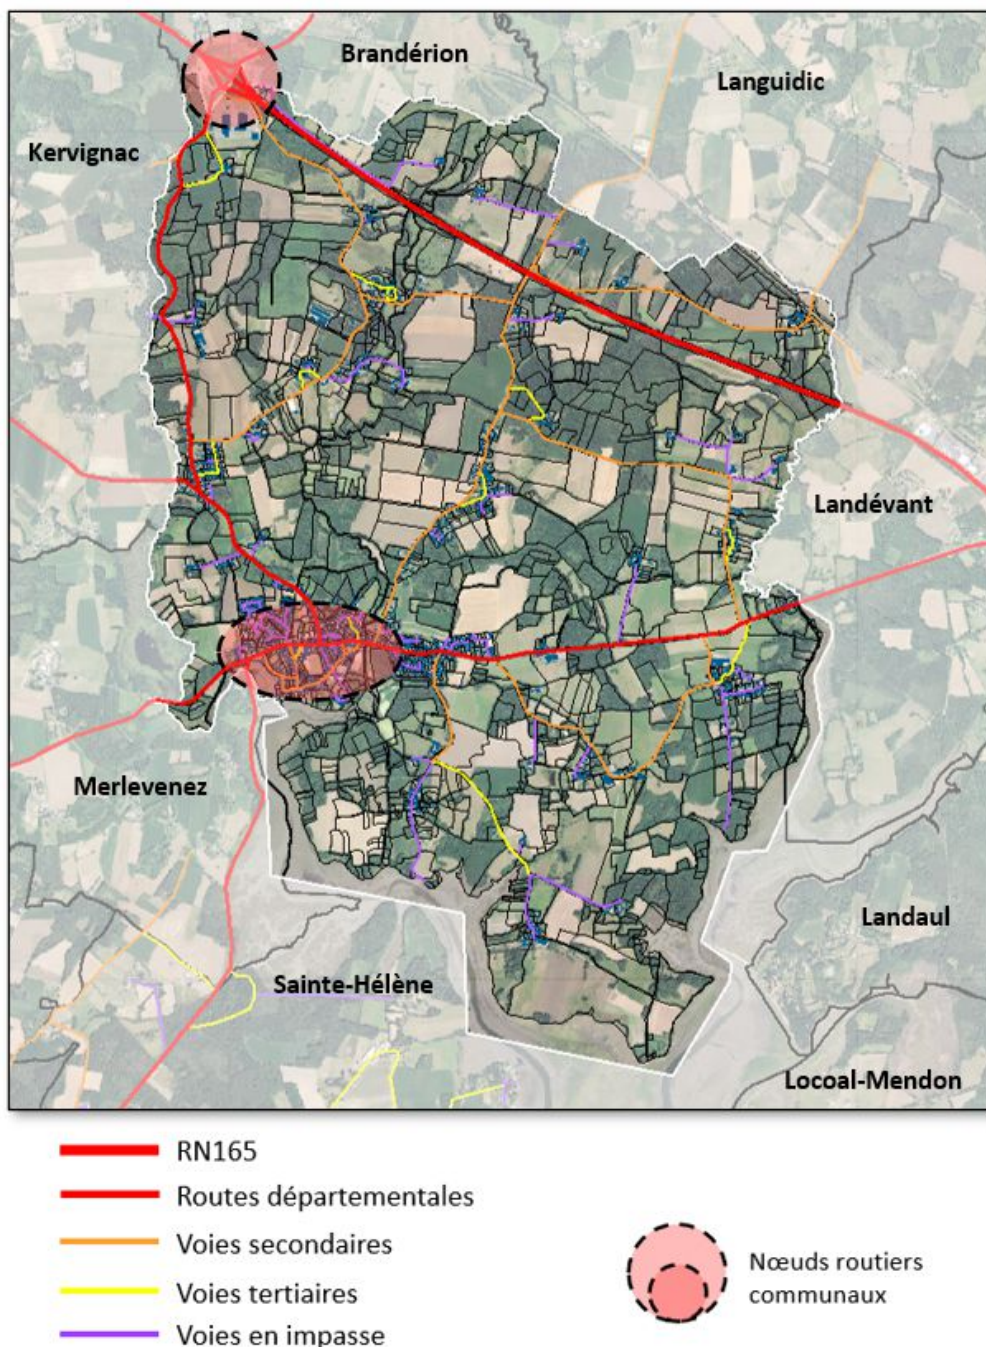 Brandérion
Languidic
Kervignac
Landévant
Merlevenez
Landaul
Sainte-Hélène
Locoal-Mendon
RN165
Routes départementales
Voies secondaires
Voies tertiaires
Voies en impasse
Nœuds routiers
communaux